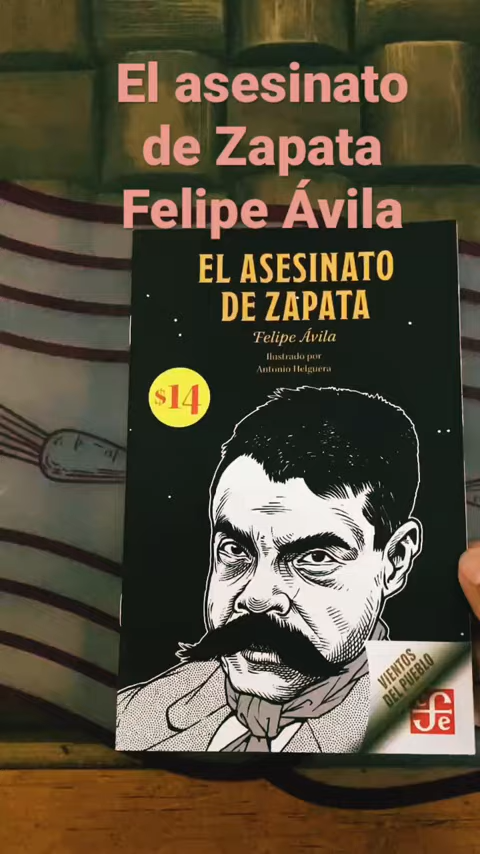 El asesinato
de Zapata
Felipe Ávila
EL ASESINATO
DE ZAPATA
Felipe Ávila
Ilustrado por
Antonio Helguera
$14
VIENTOS
DEL PUEBLO
cfe